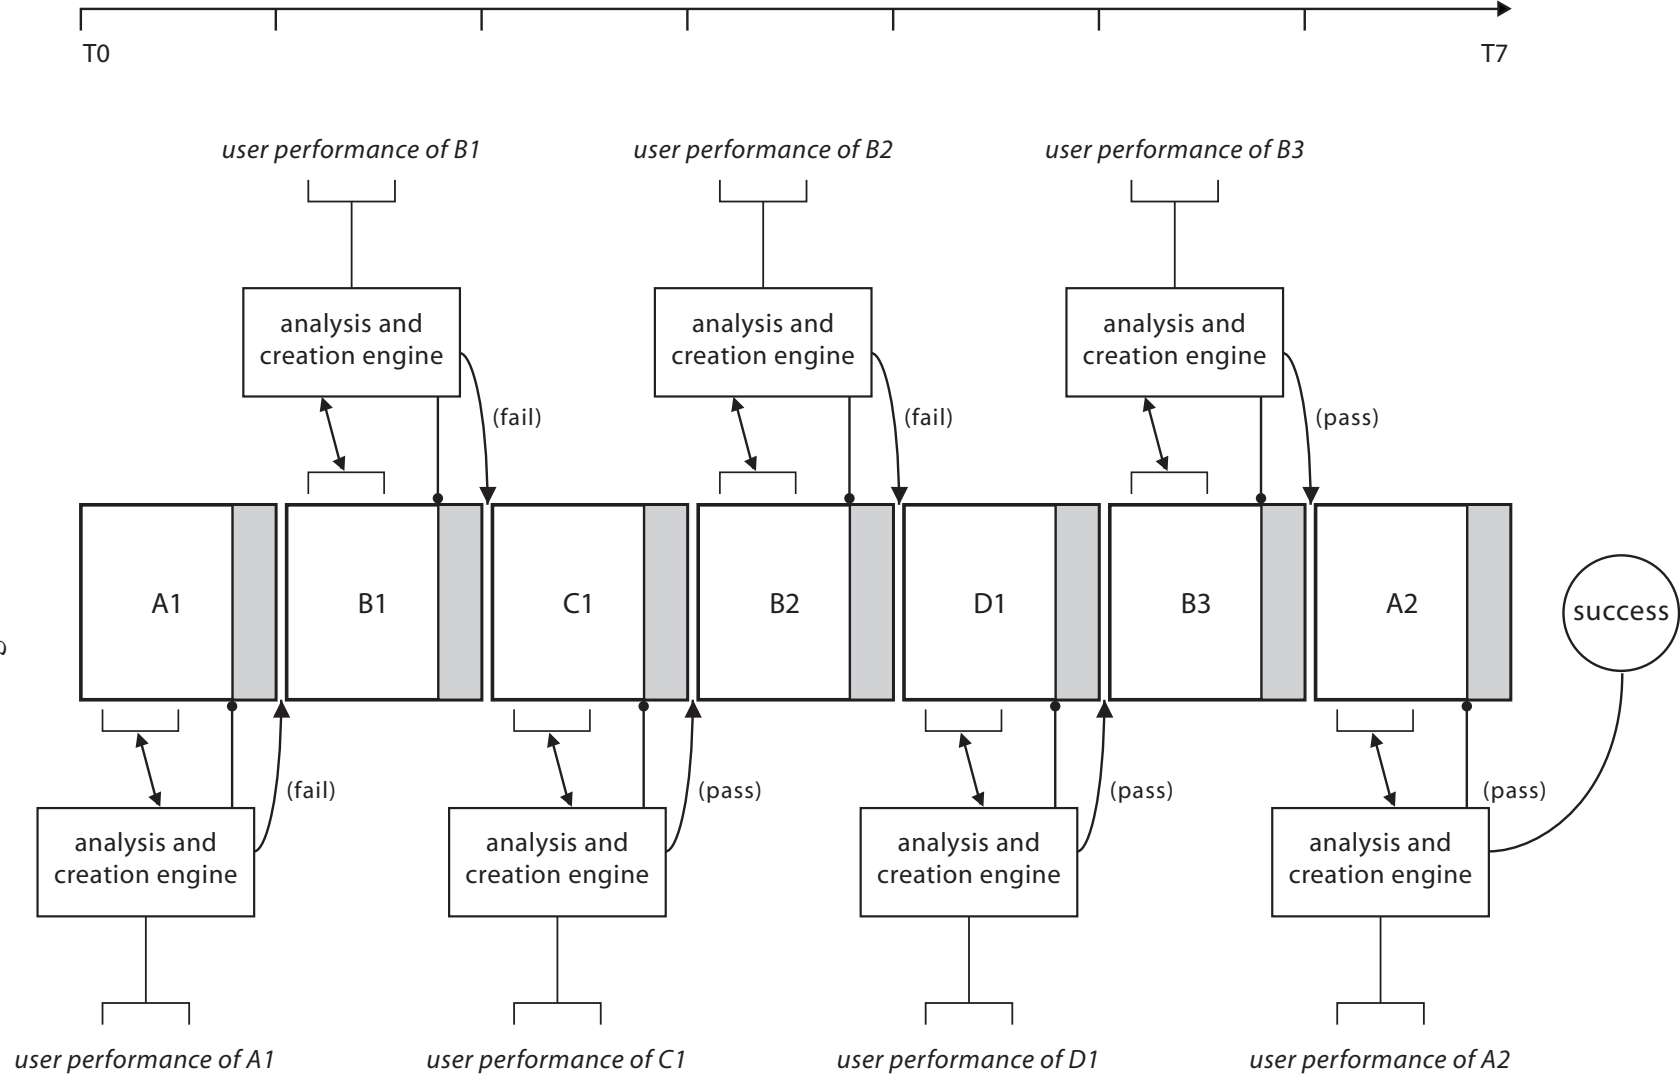 T0
T7
user performance of B1
user performance of B2
user performance of B3
analysis and
creation engine
analysis and
creation engine
analysis and
creation engine
(fail)
(fail)
(pass)
A1
B1
C1
B2
D1
B3
A2
success
(fail)
(pass)
(pass)
(pass)
analysis and
creation engine
analysis and
creation engine
analysis and
creation engine
analysis and
creation engine
user performance of A1
user performance of C1
user performance of D1
user performance of A2